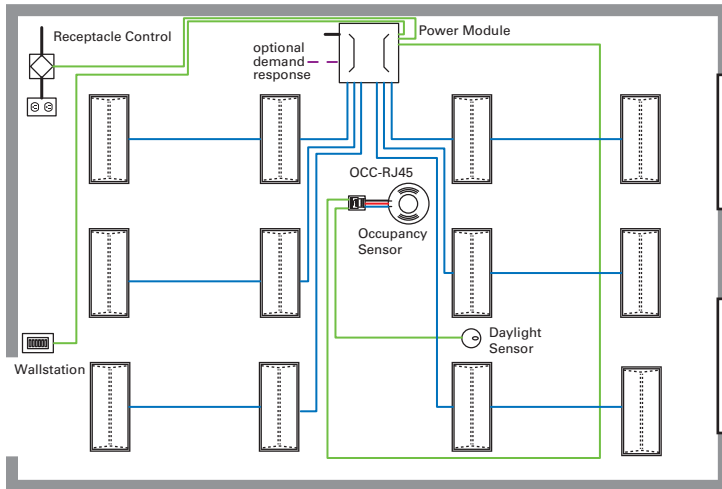 Receptacle Control
Power Module
optional
demand
response
OCC-RJ45
Occupancy
Sensor
Daylight
Sensor
Wallstation